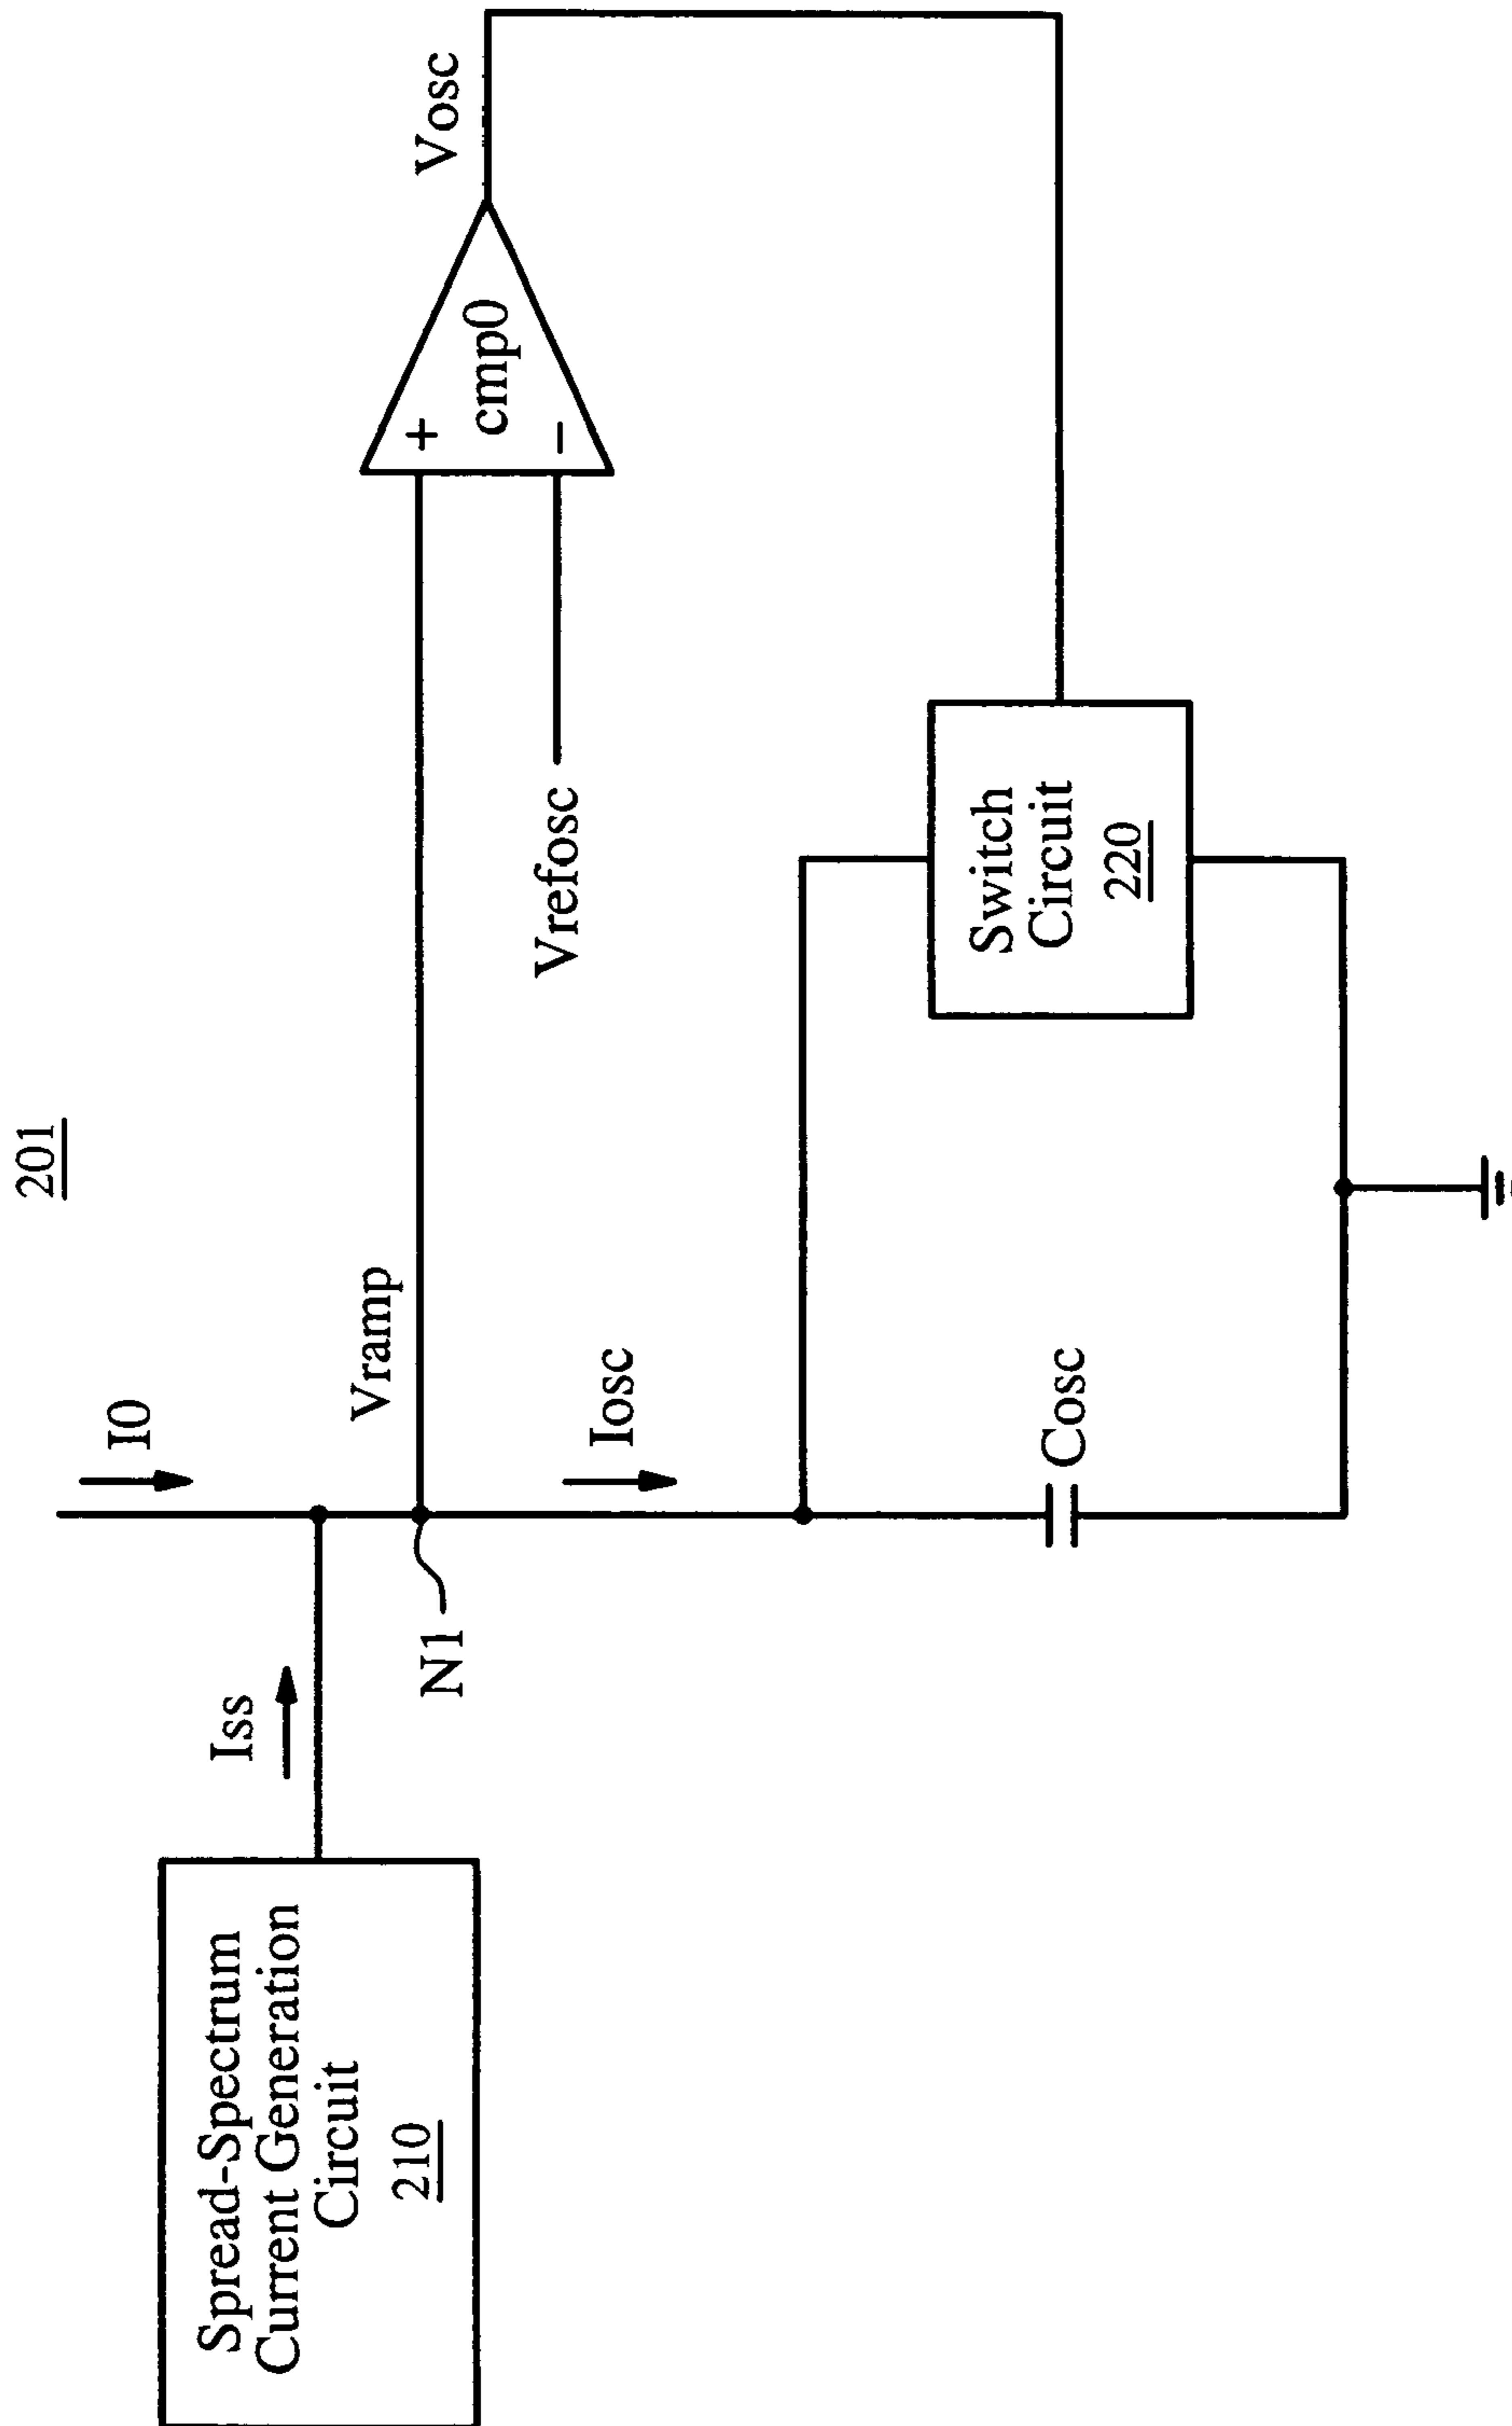 201
I0
Iss
Spread-Spectrum
Current Generation
Circuit
210
Vramp
N1
Iosc
Cosc
Vrefosc
+
cmp0
−
Vosc
Switch
Circuit
220